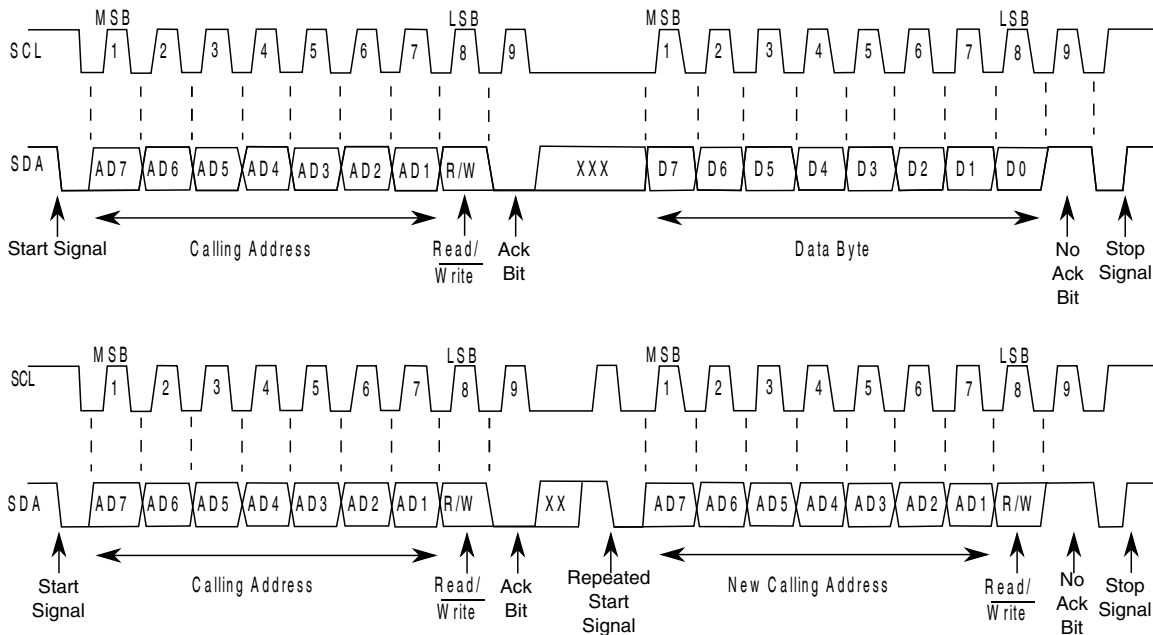 MSB LSB MSB LSB
SCL 1 2 3 4 5 6 7 8 9 1 2 3 4 5 6 7 8 9
SDA AD7 AD6 AD5 AD4 AD3 AD2 AD1 R/W XXX D7 D6 D5 D4 D3 D2 D1 D0
Start Signal Calling Address Read/ Ack Data Byte No Stop
Write Bit Ack Signal
Bit
MSB LSB MSB LSB
SCL 1 2 3 4 5 6 7 8 9 1 2 3 4 5 6 7 8 9
SDA AD7 AD6 AD5 AD4 AD3 AD2 AD1 R/W XX AD7 AD6 AD5 AD4 AD3 AD2 AD1 R/W
Start Calling Address Read/ Ack Repeated New Calling Address Read/ No Stop
Signal Write Bit Start Write Ack Signal
Signal Bit